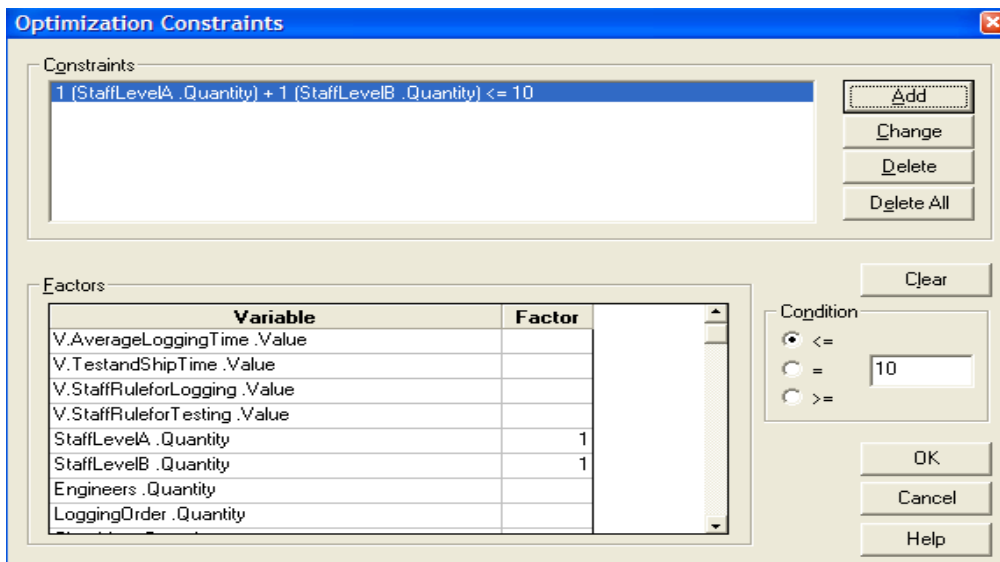 Optimization Constraints
Constraints
1 (StaffLevelA .Quantity) + 1 (StaffLevelB .Quantity) <= 10
Add
Change
Delete
Delete All
Clear
Factors
Variable Factor
V.AverageLoggingTime .Value
V.TestandShipTime .Value
V.StaffRuleforLogging .Value
V.StaffRuleforTesting .Value
StaffLevelA .Quantity 1
StaffLevelB .Quantity 1
Engineers .Quantity
LoggingOrder .Quantity
Condition
<=
= 10
>=
OK
Cancel
Help